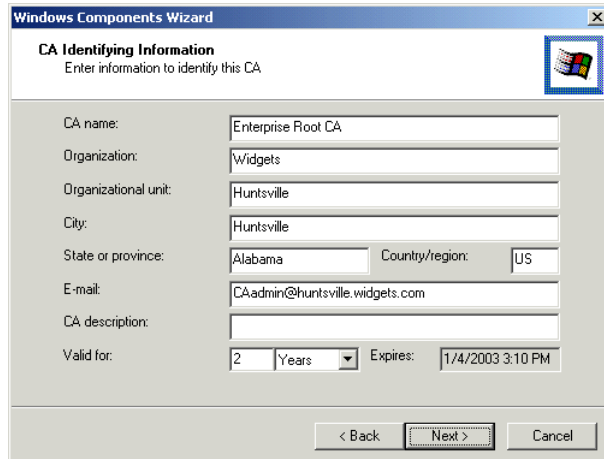 Windows Components Wizard
CA Identifying Information
Enter information to identify this CA
CA name: Enterprise Root CA
Organization: Widgets
Organizational unit: Huntsville
City: Huntsville
State or province: Alabama Country/region: US
E-mail: CAadmin@huntsville.widgets.com
CA description:
Valid for: 2 Years Expires: 1/4/2003 3:10 PM
< Back Next > Cancel